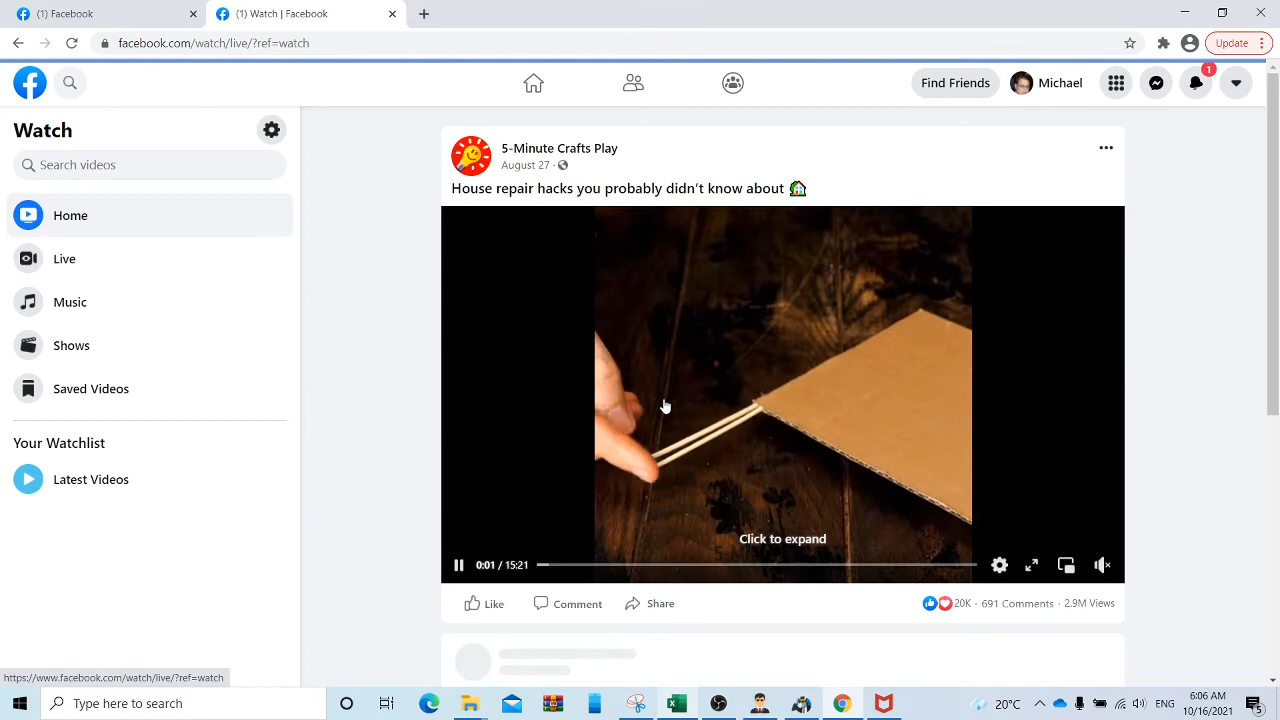 (1) Facebook
(1) Watch | Facebook
facebook.com/watch/live/?ref=watch
Update
Find Friends
Michael
1
Watch
Search videos
Home
Live
Music
Shows
Saved Videos
Your Watchlist
Latest Videos
5-Minute Crafts Play
August 27 ·
House repair hacks you probably didn't know about
Click to expand
0:01 / 15:21
Like
Comment
Share
20K · 691 Comments · 2.9M Views
https://www.facebook.com/watch/live/?ref=watch
Type here to search
20°C
ENG
6:06 AM
10/16/2021
5